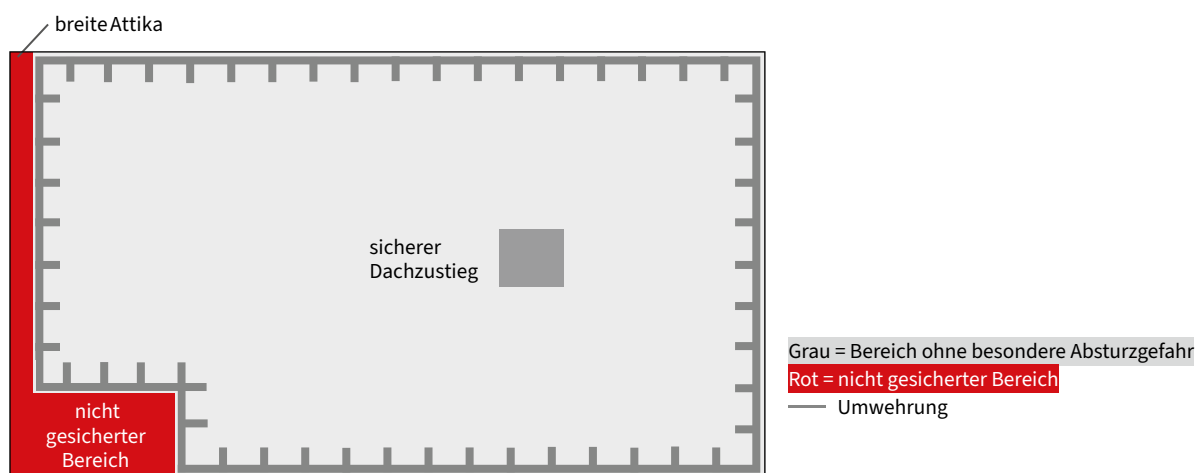 breite Attika
sicherer
Dachzustieg
Grau = Bereich ohne besondere Absturzgefahr
Rot = nicht gesicherter Bereich
Umwehrung
nicht
gesicherter
Bereich